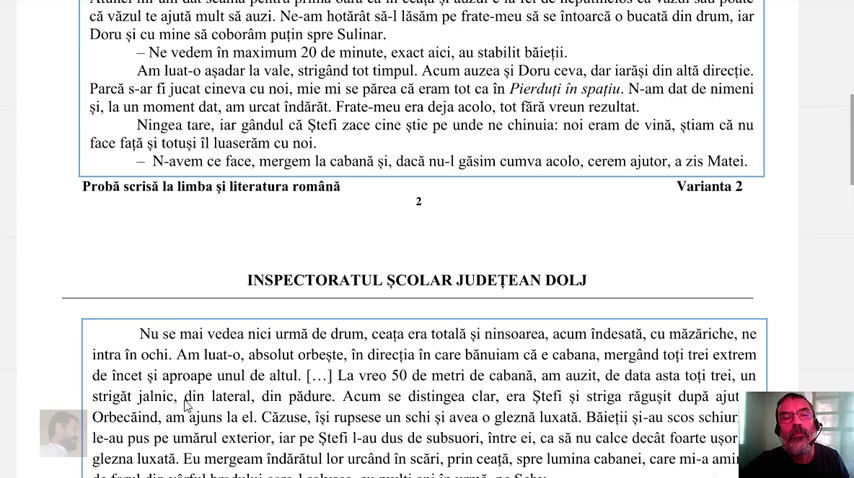 că văzul te ajută mult să auzi. Ne-am hotărât să-l lăsăm pe frate-meu să se întoarcă o bucată din drum, iar
Doru și cu mine să coborâm puțin spre Sulinar.
– Ne vedem în maximum 20 de minute, exact aici, au stabilit băieții.
Am luat-o așadar la vale, strigând tot timpul. Acum auzea și Doru ceva, dar iarăși din altă direcție.
Parcă s-ar fi jucat cineva cu noi, mie mi se părea că eram tot ca în Pierduți în spațiu. N-am dat de nimeni
și, la un moment dat, am urcat îndărăt. Frate-meu era deja acolo, tot fără vreun rezultat.
Ningea tare, iar gândul că Ștefi zace cine știe pe unde ne chinuia: noi eram de vină, știam că nu
face față și totuși îl luaserăm cu noi.
– N-avem ce face, mergem la cabană și, dacă nu-l găsim cumva acolo, cerem ajutor, a zis Matei.
Probă scrisă la limba și literatura română Varianta 2
2
INSPECTORATUL ȘCOLAR JUDEȚEAN DOLJ
Nu se mai vedea nici urmă de drum, ceața era totală și ninsoarea, acum îndesată, cu măzăriche, ne
intra în ochi. Am luat-o, absolut orbește, în direcția în care bănuiam că e cabana, mergând toți trei extrem
de încet și aproape unul de altul. […] La vreo 50 de metri de cabană, am auzit, de data asta toți trei, un
strigăt jalnic, din lateral, din pădure. Acum se distingea clar, era Ștefi și striga răgușit după ajut
Orbecăind, am ajuns la el. Căzuse, își rupsese un schi și avea o gleznă luxată. Băieții și-au scos schiur
le-au pus pe umărul exterior, iar pe Ștefi l-au dus de subsuori, între ei, ca să nu calce decât foarte ușor
glezna luxată. Eu mergeam îndărătul lor urcând în scări, prin ceață, spre lumina cabanei, care mi-a amin